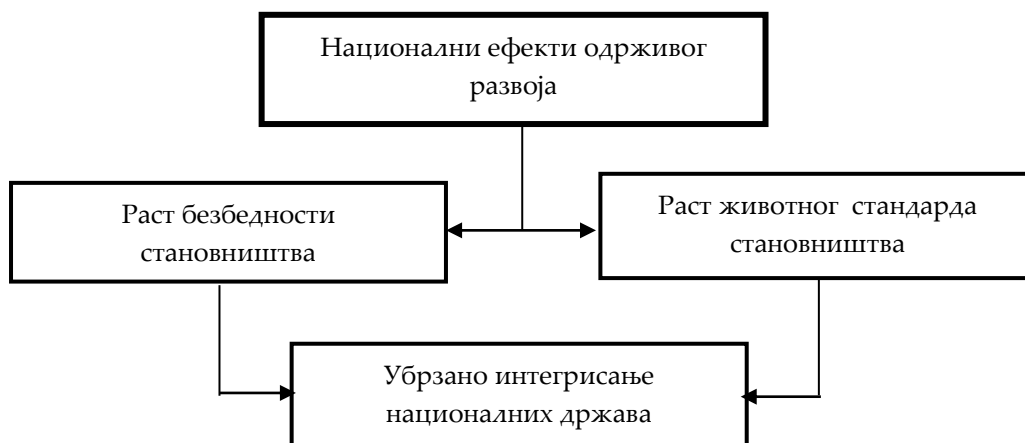 Национални ефекти одрживог
развоја
Раст безбедности
становништва
Раст животног стандарда
становништва
Убрзано интегрисање
националних држава